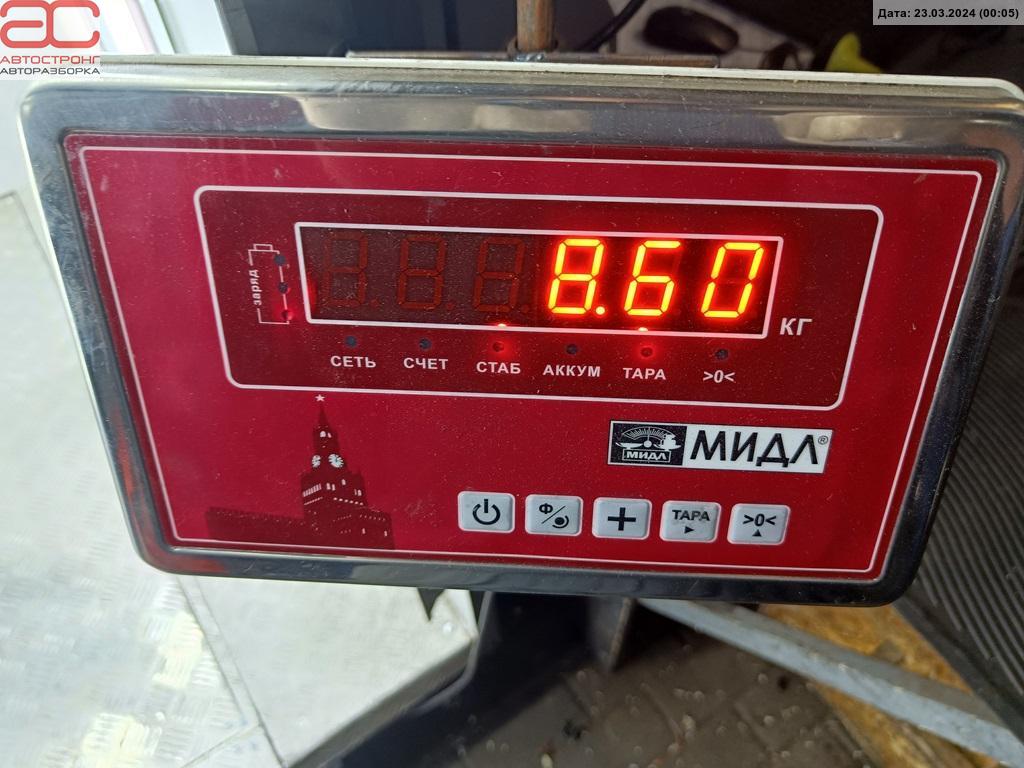 Дата: 23.03.2024 (00:05)
АС
АВТОСТРОНГ
АВТОРАЗБОРКА
8.60
заряд
КГ
СЕТЬ СЧЕТ СТАБ АККУМ ТАРА >0<
МИДЛ МИДЛ®
Ф/ + ТАРА >0<